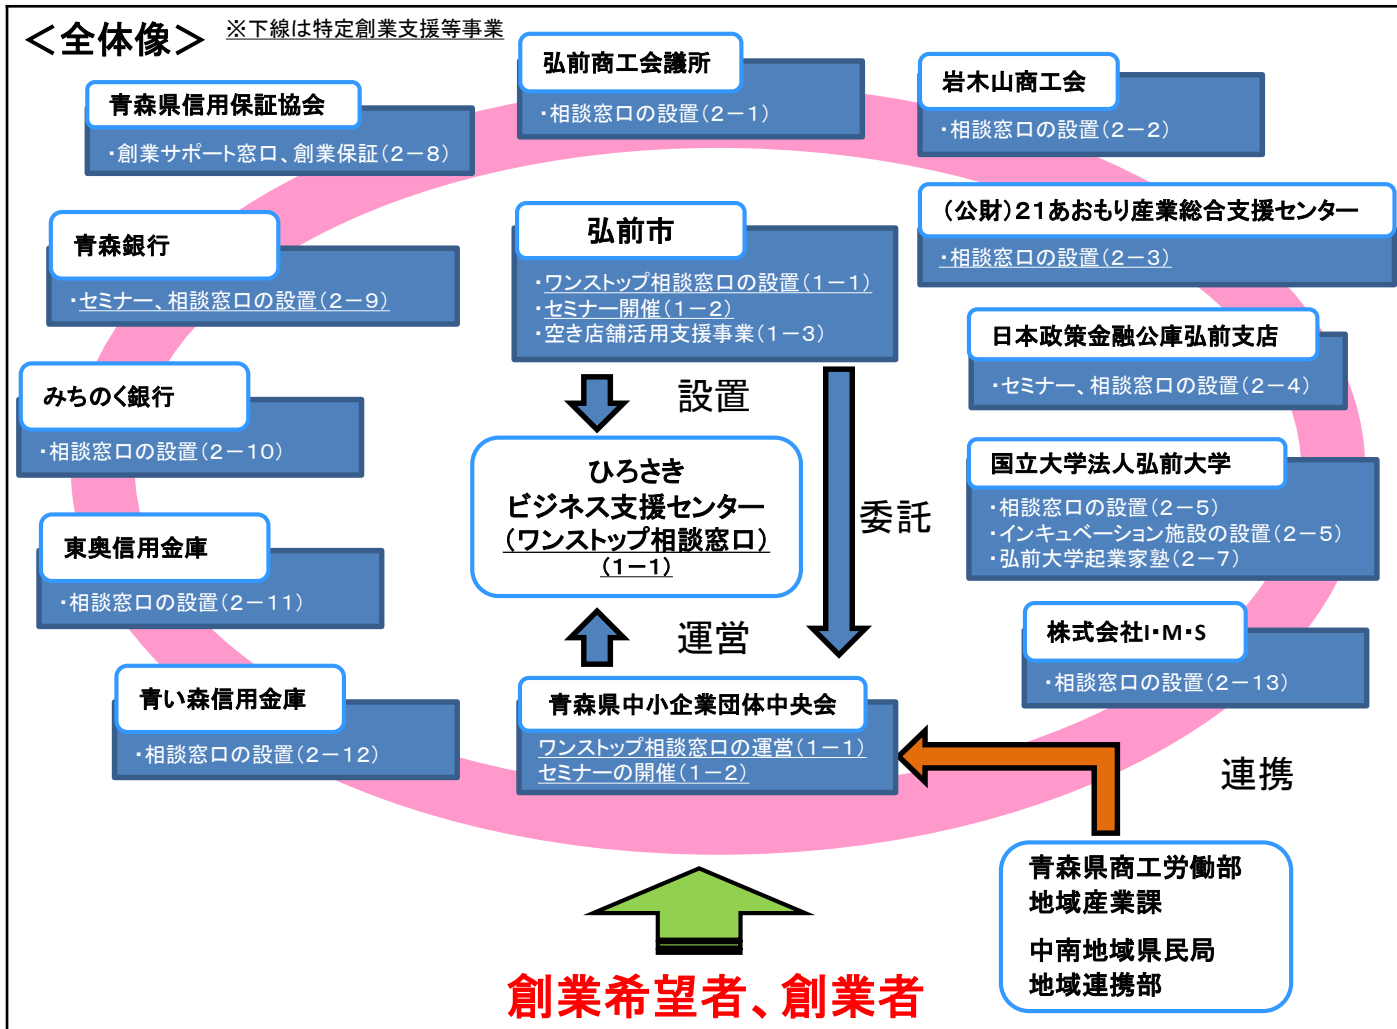 ＜全体像＞
※下線は特定創業支援等事業
弘前商工会議所
・相談窓口の設置(2－1)
岩木山商工会
・相談窓口の設置(2－2)
青森県信用保証協会
・創業サポート窓口、創業保証(2－8)
(公財)21あおもり産業総合支援センター
・相談窓口の設置(2－3)
青森銀行
・セミナー、相談窓口の設置(2－9)
弘前市
・ワンストップ相談窓口の設置(1－1)
・セミナー開催(1－2)
・空き店舗活用支援事業(1－3)
日本政策金融公庫弘前支店
・セミナー、相談窓口の設置(2－4)
みちのく銀行
・相談窓口の設置(2－10)
設置
委託
ひろさき
ビジネス支援センター
(ワンストップ相談窓口)
(1－1)
国立大学法人弘前大学
・相談窓口の設置(2－5)
・インキュベーション施設の設置(2－5)
・弘前大学起業家塾(2－7)
東奥信用金庫
・相談窓口の設置(2－11)
運営
株式会社I・M・S
・相談窓口の設置(2－13)
青い森信用金庫
・相談窓口の設置(2－12)
青森県中小企業団体中央会
ワンストップ相談窓口の運営(1－1)
セミナーの開催(1－2)
連携
青森県商工労働部
地域産業課
中南地域県民局
地域連携部
創業希望者、創業者